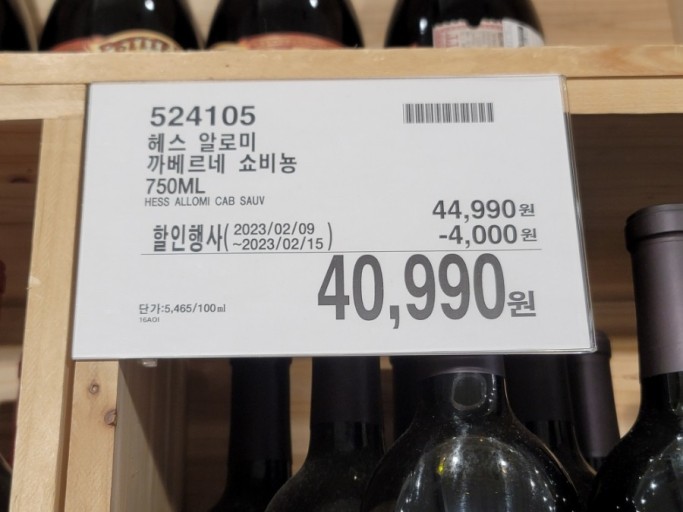 524105
헤스 알로미
까베르네 쇼비뇽
750ML
HESS ALLOMI CAB SAUV
44,990원
할인행사( 2023/02/09
~2023/02/15 )
-4,000원
40,990원
단가:5,465/100㎖
16AOI